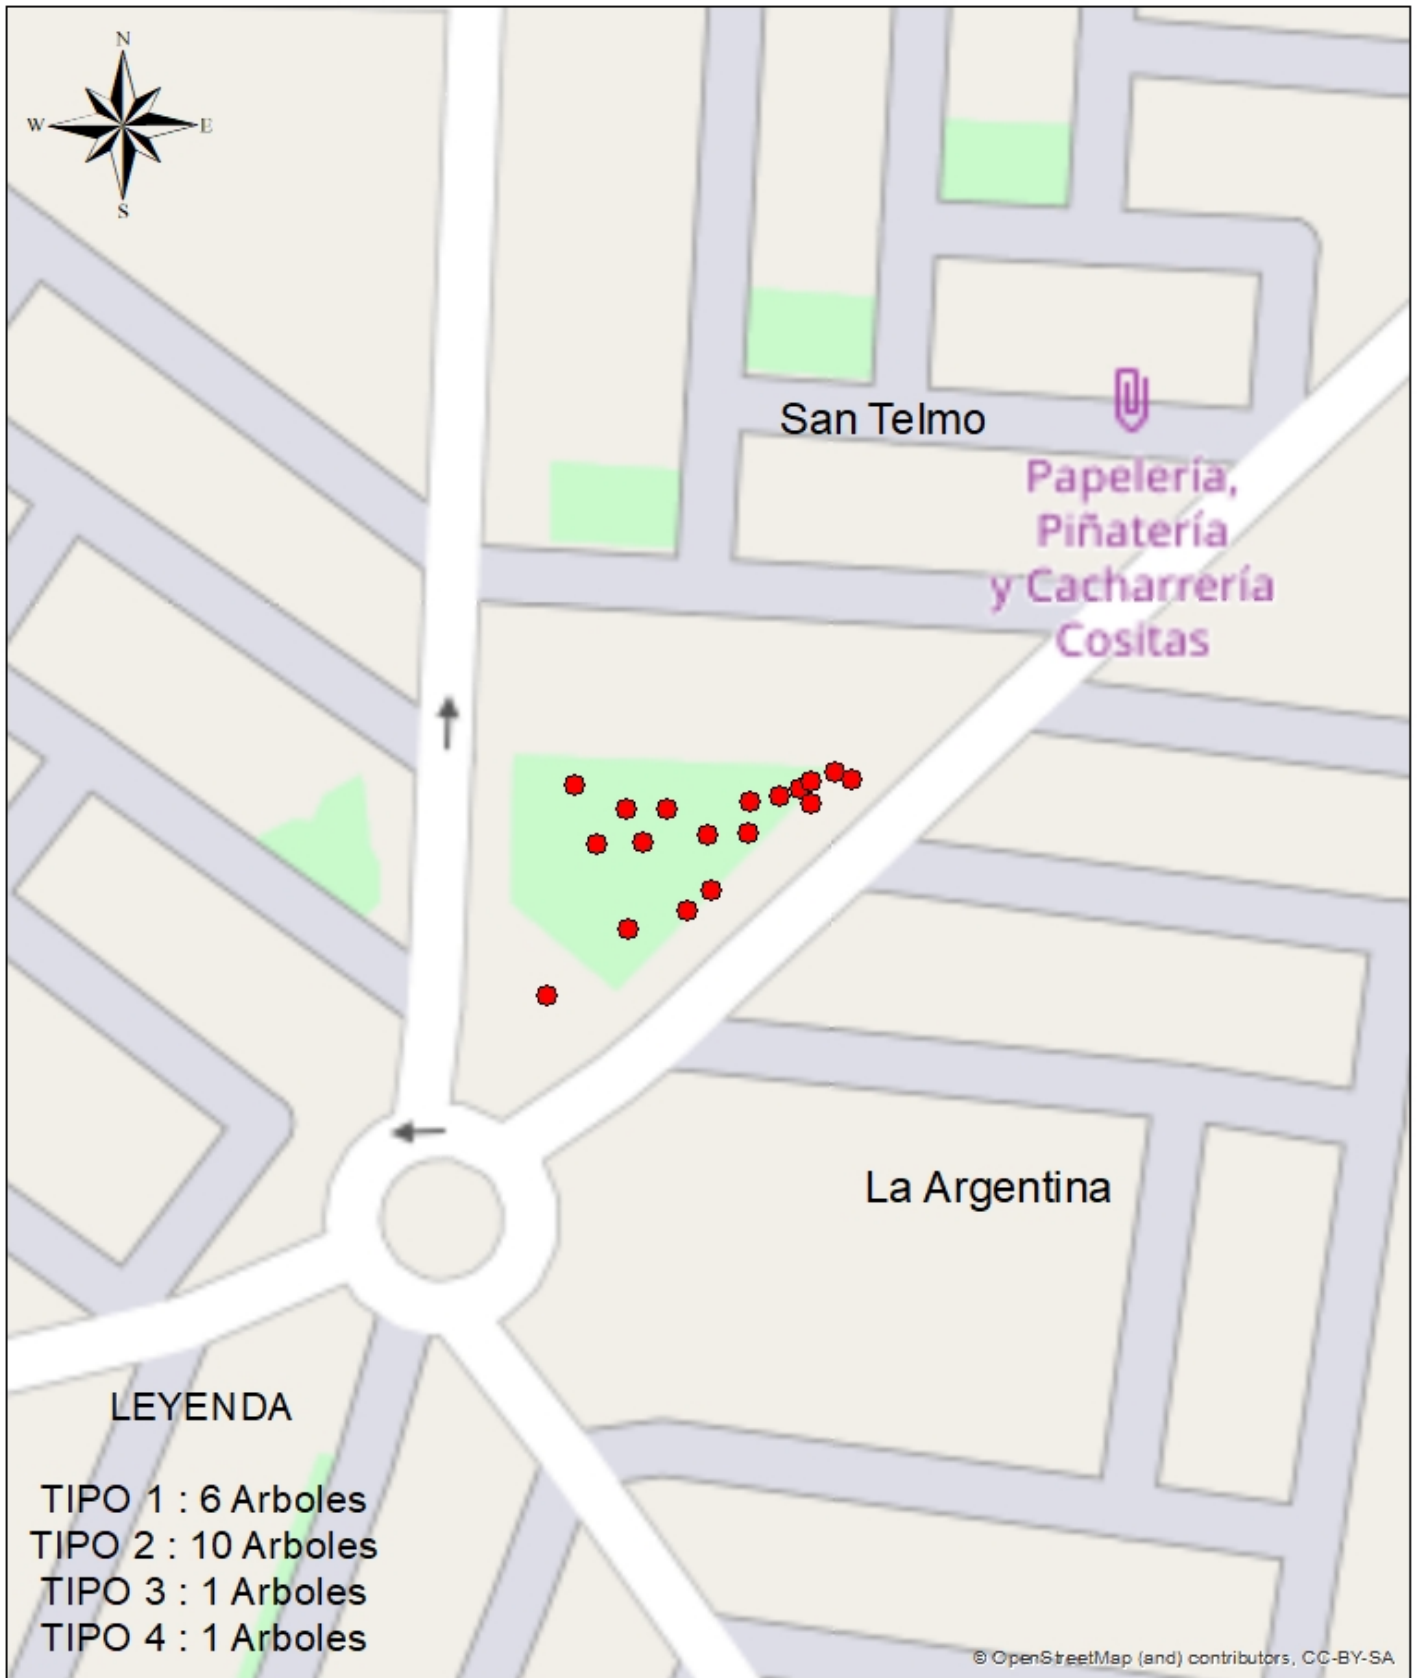 N
W E
S
San Telmo
Papelería,
Piñatería
y Cacharrería
Cositas
La Argentina
LEYENDA
TIPO 1 : 6 Arboles
TIPO 2 : 10 Arboles
TIPO 3 : 1 Arboles
TIPO 4 : 1 Arboles
© OpenStreetMap (and) contributors, CC-BY-SA